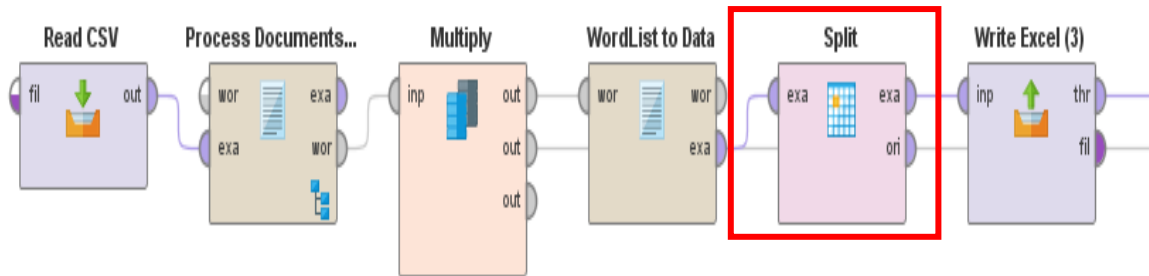 Read CSV
fil out
Process Documents...
wor exa
exa wor
Multiply
inp out
out
out
WordList to Data
wor wor
exa
Split
exa exa
ori
Write Excel (3)
inp thr
fil